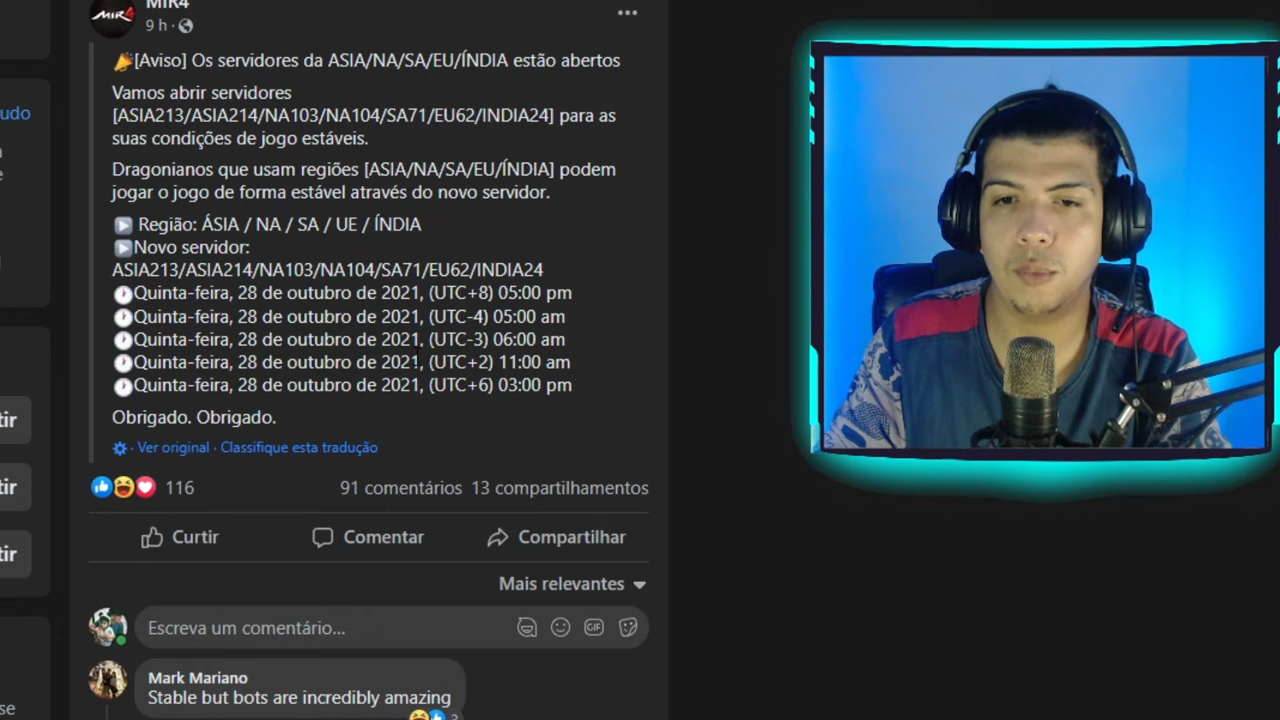 MIR4
MIR4
9 h
[Aviso] Os servidores da ASIA/NA/SA/EU/ÍNDIA estão abertos
Vamos abrir servidores
[ASIA213/ASIA214/NA103/NA104/SA71/EU62/INDIA24] para as
suas condições de jogo estáveis.
Dragonianos que usam regiões [ASIA/NA/SA/EU/ÍNDIA] podem
jogar o jogo de forma estável através do novo servidor.
Região: ÁSIA / NA / SA / UE / ÍNDIA
Novo servidor:
ASIA213/ASIA214/NA103/NA104/SA71/EU62/INDIA24
Quinta-feira, 28 de outubro de 2021, (UTC+8) 05:00 pm
Quinta-feira, 28 de outubro de 2021, (UTC-4) 05:00 am
Quinta-feira, 28 de outubro de 2021, (UTC-3) 06:00 am
Quinta-feira, 28 de outubro de 2021, (UTC+2) 11:00 am
Quinta-feira, 28 de outubro de 2021, (UTC+6) 03:00 pm
Obrigado. Obrigado.
Ver original · Classifique esta tradução
116 91 comentários 13 compartilhamentos
Curtir Comentar Compartilhar
Mais relevantes
Escreva um comentário... GIF
Mark Mariano
Stable but bots are incredibly amazing